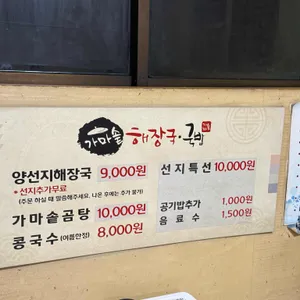 가마솥 해장국·국밥
양선지해장국 9,000원
*선지추가무료
(주문 하실 때 말씀해주세요. 나온 후에는 추가 불가)
가마솥곰탕 10,000원
콩국수(여름한정) 8,000원
선지특선 10,000원
공기밥추가 1,000원
음료수 1,500원